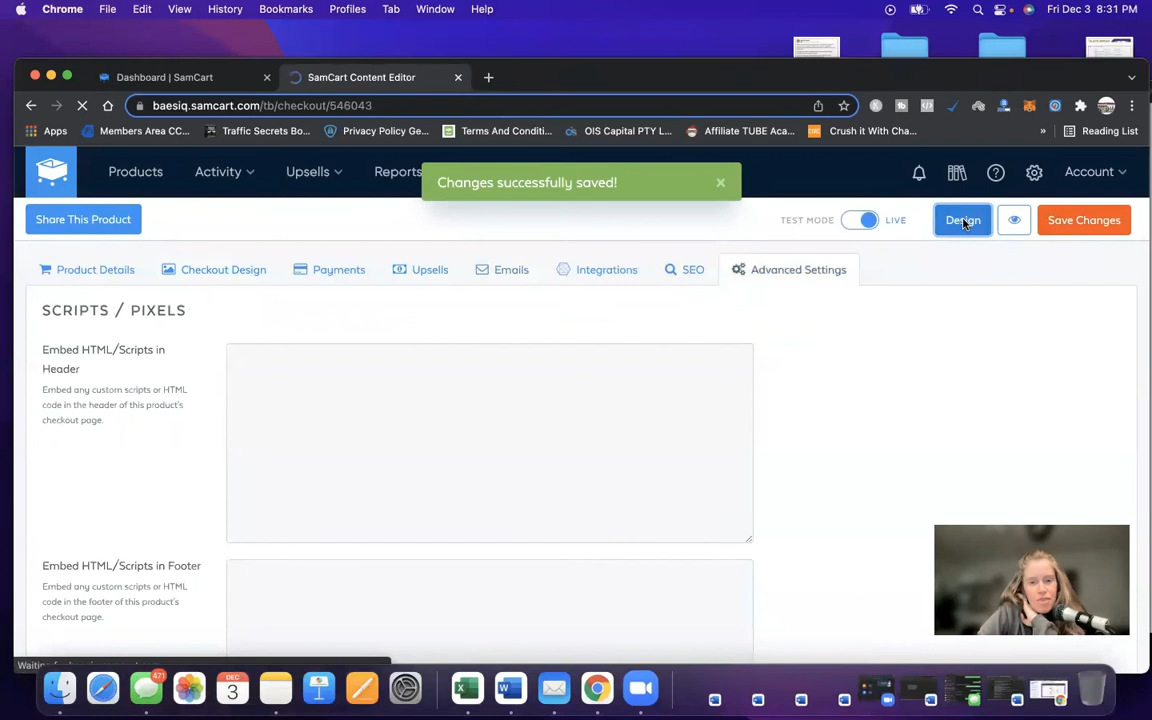 Chrome File Edit View History Bookmarks Profiles Tab Window Help Fri Dec 3 8:31 PM
Dashboard | SamCart SamCart Content Editor
baesiq.samcart.com/tb/checkout/546043
Apps Members Area CC... Traffic Secrets Bo... Privacy Policy Ge... Terms And Conditi... OIS Capital PTY L... Affiliate TUBE Aca... Crush it With Cha... » Reading List
Products Activity Upsells Reports Account
Changes successfully saved!
Share This Product TEST MODE LIVE Design Save Changes
Product Details Checkout Design Payments Upsells Emails Integrations SEO Advanced Settings
SCRIPTS / PIXELS
Embed HTML/Scripts in
Header
Embed any custom scripts or HTML
code in the header of this product's
checkout page.
Embed HTML/Scripts in Footer
Embed any custom scripts or HTML
code in the footer of this product's
checkout page.
471
DEC
3